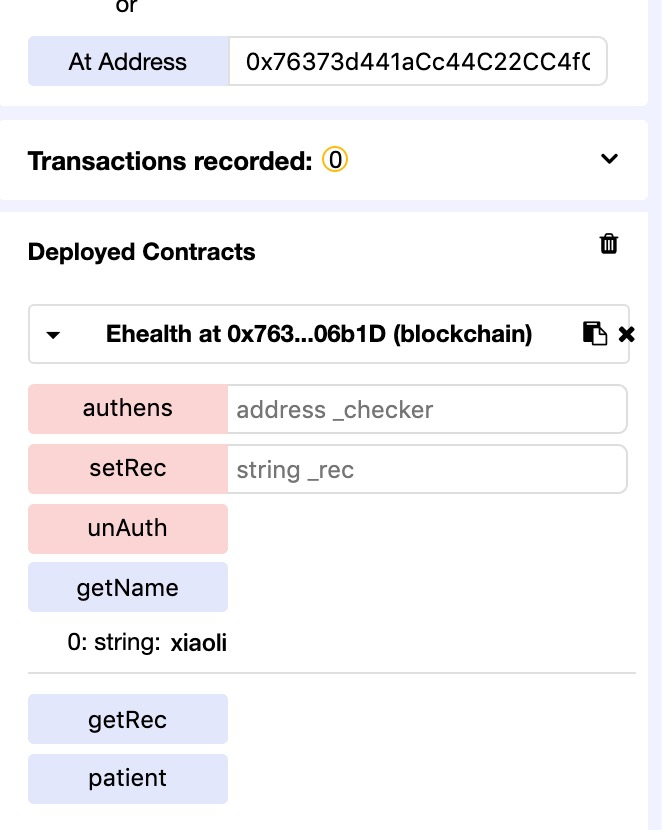 or
At Address 0x76373d441aCc44C22CC4f
Transactions recorded: 0
Deployed Contracts
Ehealth at 0x763...06b1D (blockchain)
authens address _checker
setRec string _rec
unAuth
getName
0: string: xiaoli
getRec
patient